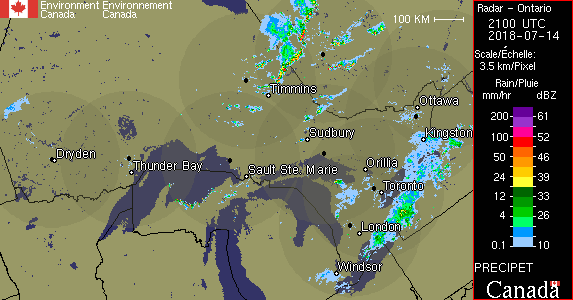 Environment Environnement
Canada Canada
100 KM
Timmins
Ottawa
Sudbury
Kingston
Dryden
Thunder Bay
Sault Ste. Marie
Orillia
Toronto
London
Windsor
Radar - Ontario
2100 UTC
2018-07-14
Scale/Échelle:
3.5 km/Pixel
Rain/Pluie
mm/hr dBZ
200 61
100 52
50 46
24 39
12 33
4 26
0.1 10
PRECIPET
Canada